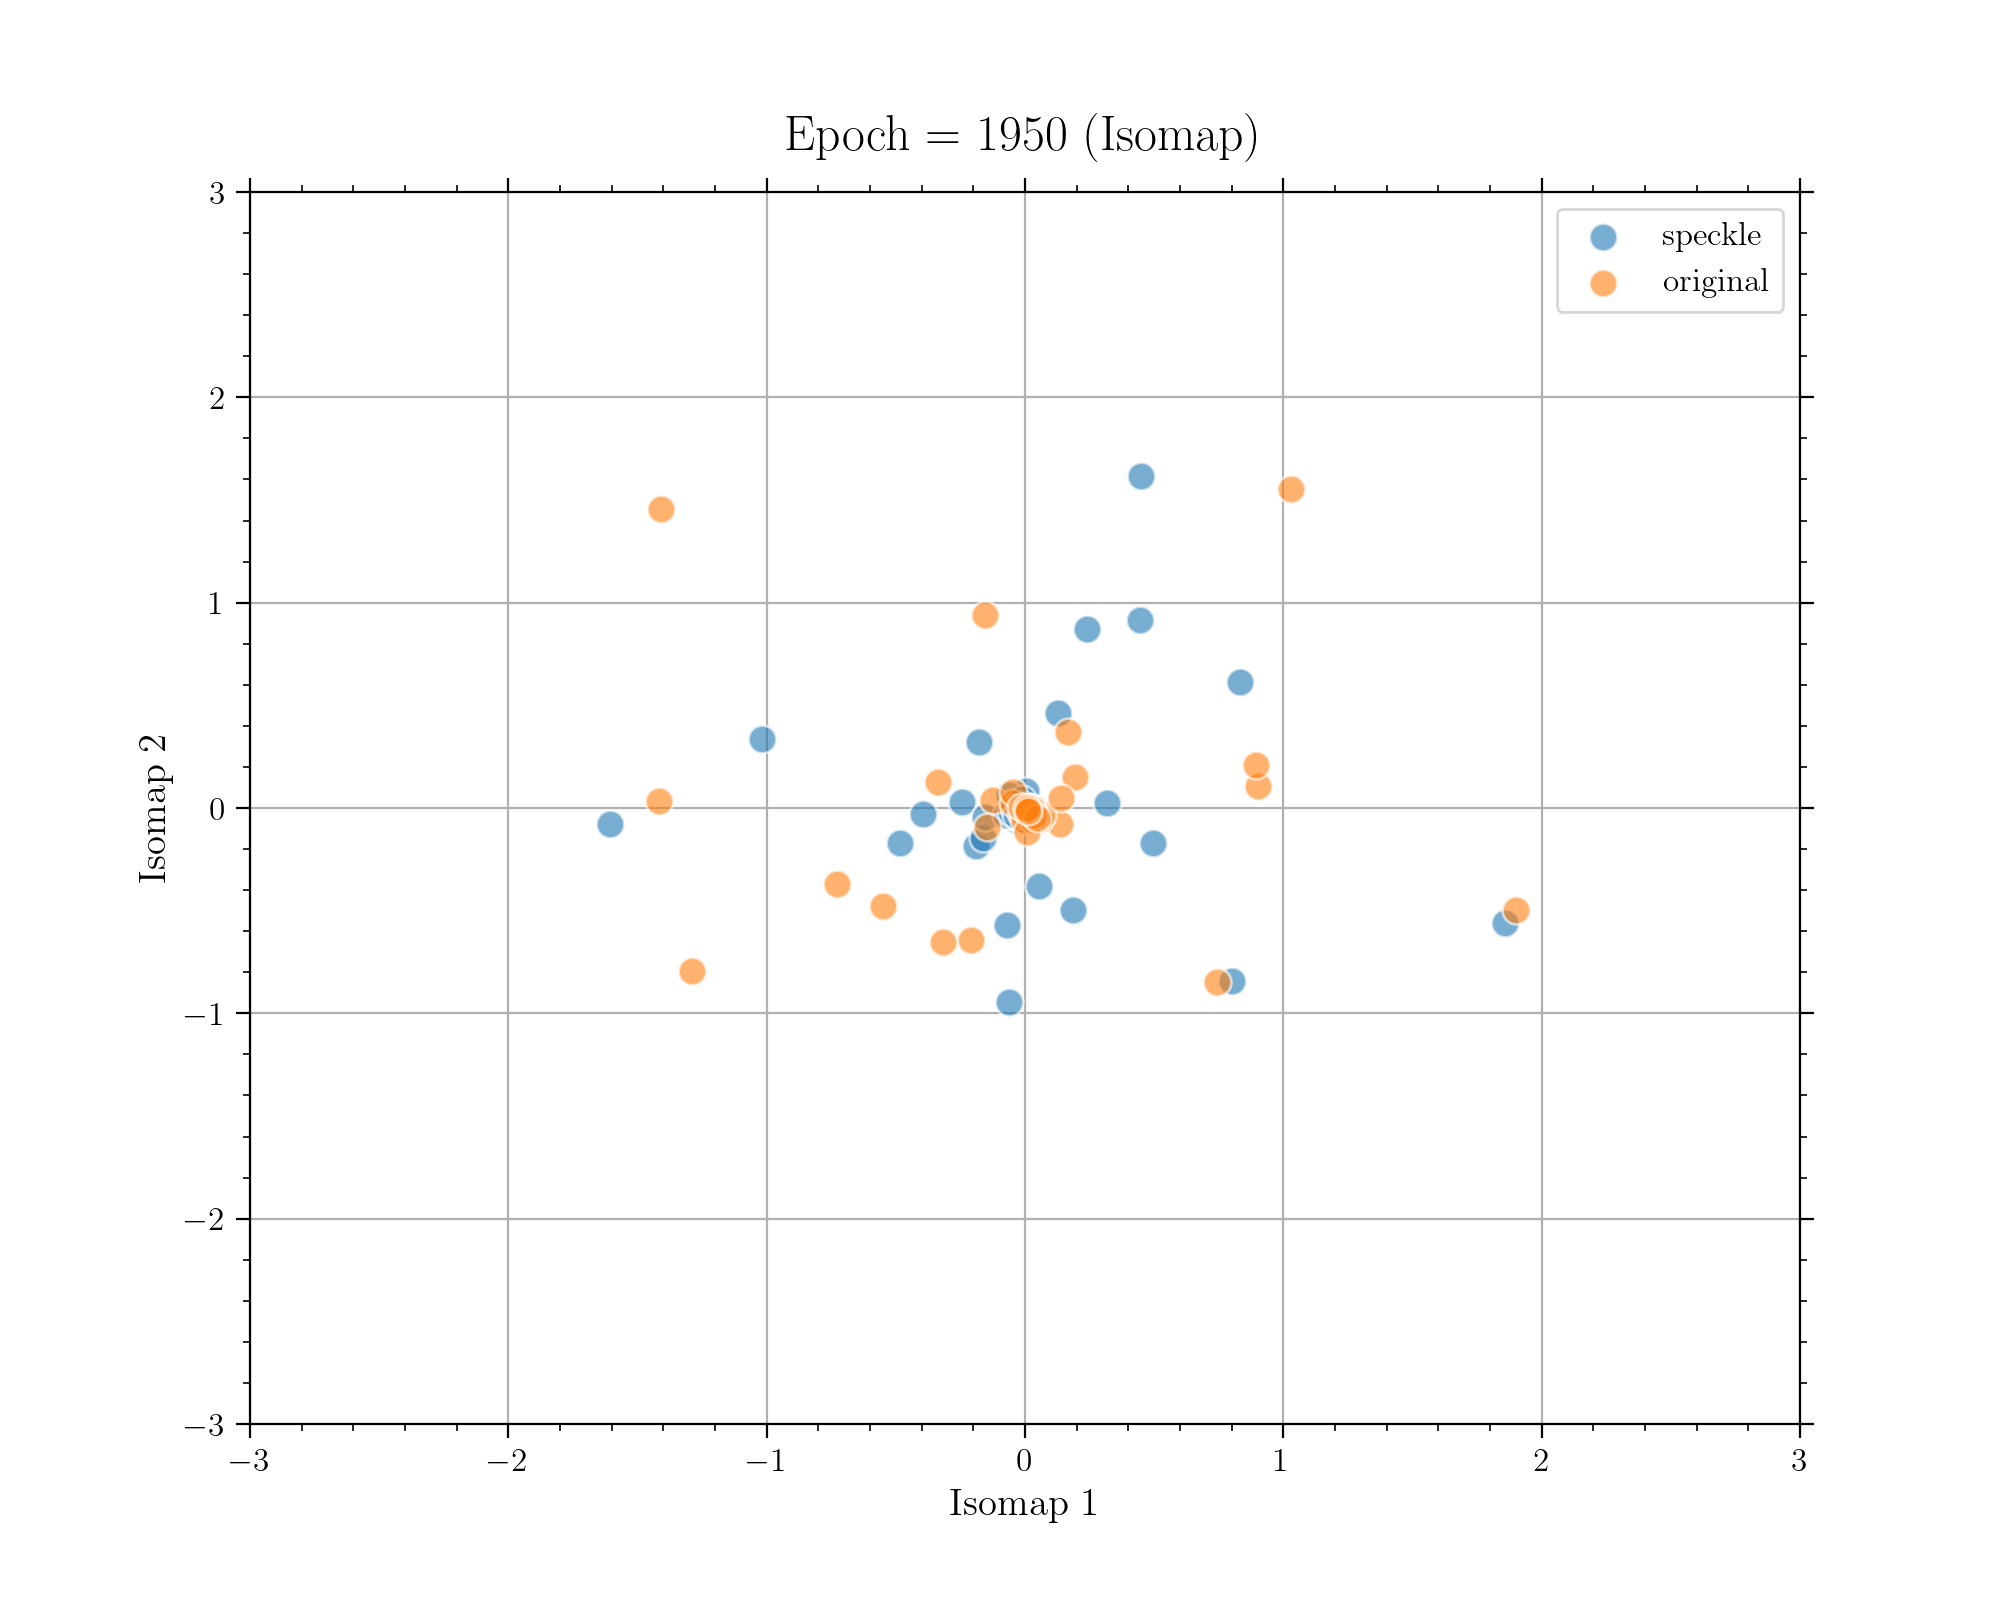 Epoch = 1950 (Isomap)
speckle
original
3
2
1
0
−1
−2
−3
Isomap 2
−3 −2 −1 0 1 2 3
Isomap 1